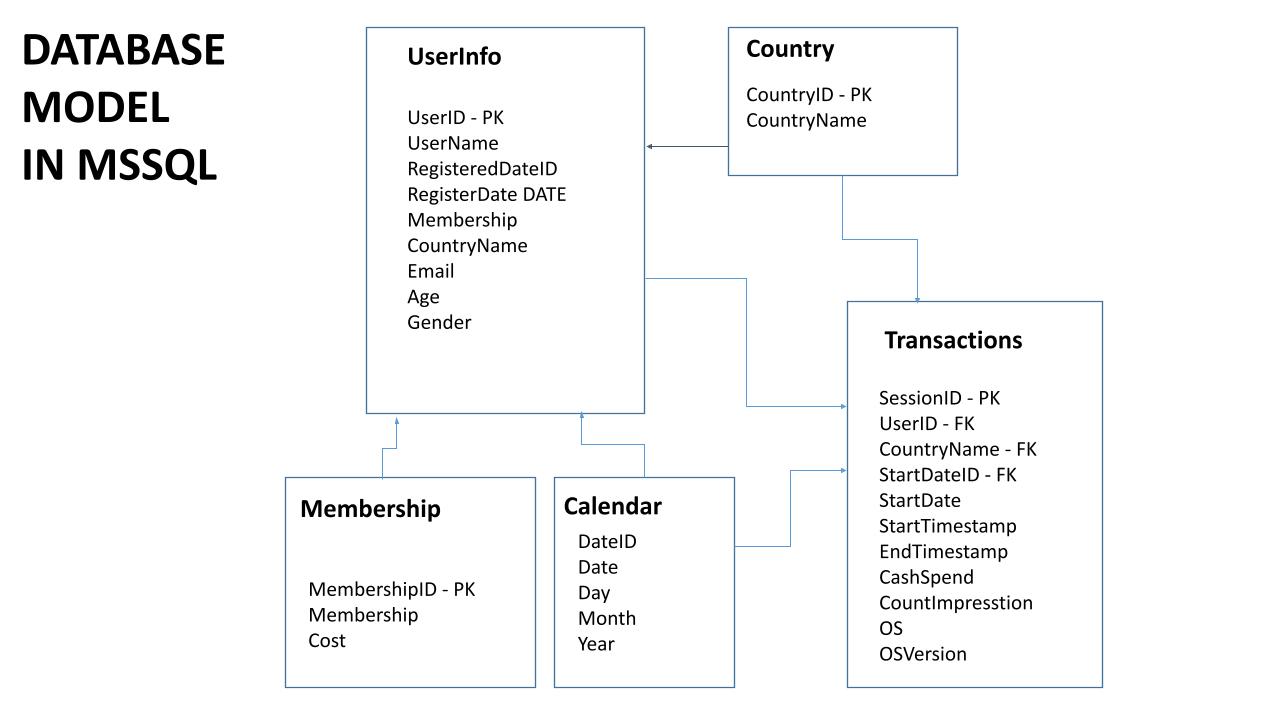 DATABASE
MODEL
IN MSSQL
UserInfo
UserID - PK
UserName
RegisteredDateID
RegisterDate DATE
Membership
CountryName
Email
Age
Gender
Country
CountryID - PK
CountryName
Transactions
SessionID - PK
UserID - FK
CountryName - FK
StartDateID - FK
StartDate
StartTimestamp
EndTimestamp
CashSpend
CountImpresstion
OS
OSVersion
Membership
MembershipID - PK
Membership
Cost
Calendar
DateID
Date
Day
Month
Year